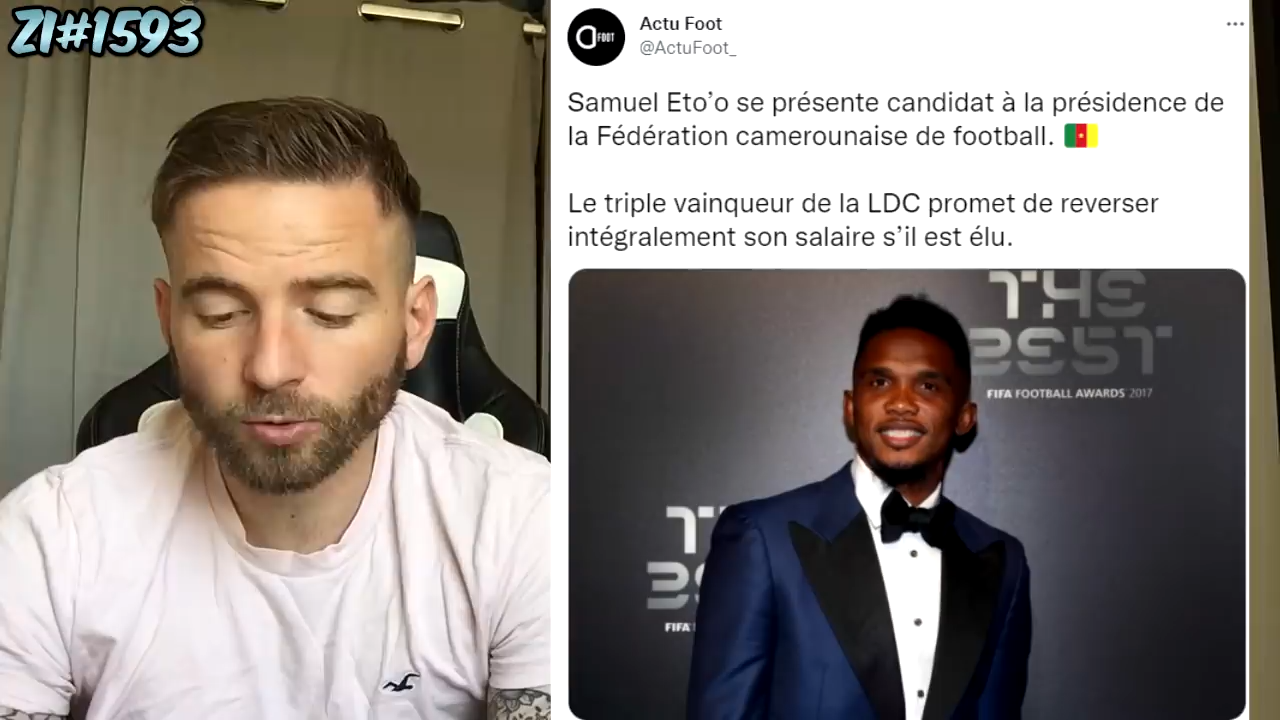 ZI#1593
FOOT
Actu Foot
@ActuFoot_
Samuel Eto’o se présente candidat à la présidence de
la Fédération camerounaise de football.
Le triple vainqueur de la LDC promet de reverser
intégralement son salaire s’il est élu.
THE
BEST
FIFA FOOTBALL AWARDS 2017
FIFA